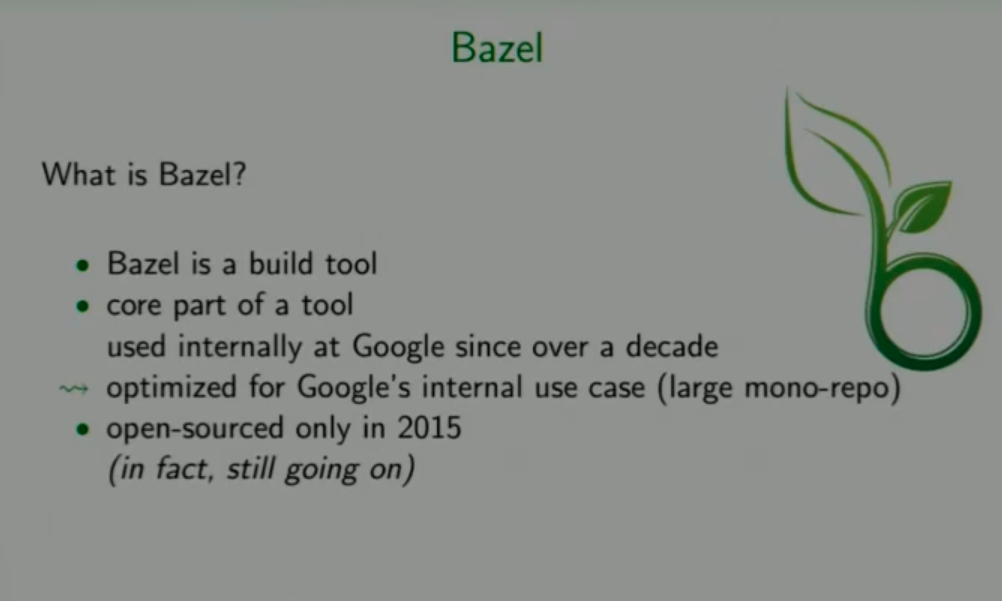 Bazel
What is Bazel?
• Bazel is a build tool
• core part of a tool
used internally at Google since over a decade
⇝ optimized for Google's internal use case (large mono-repo)
• open-sourced only in 2015
(in fact, still going on)